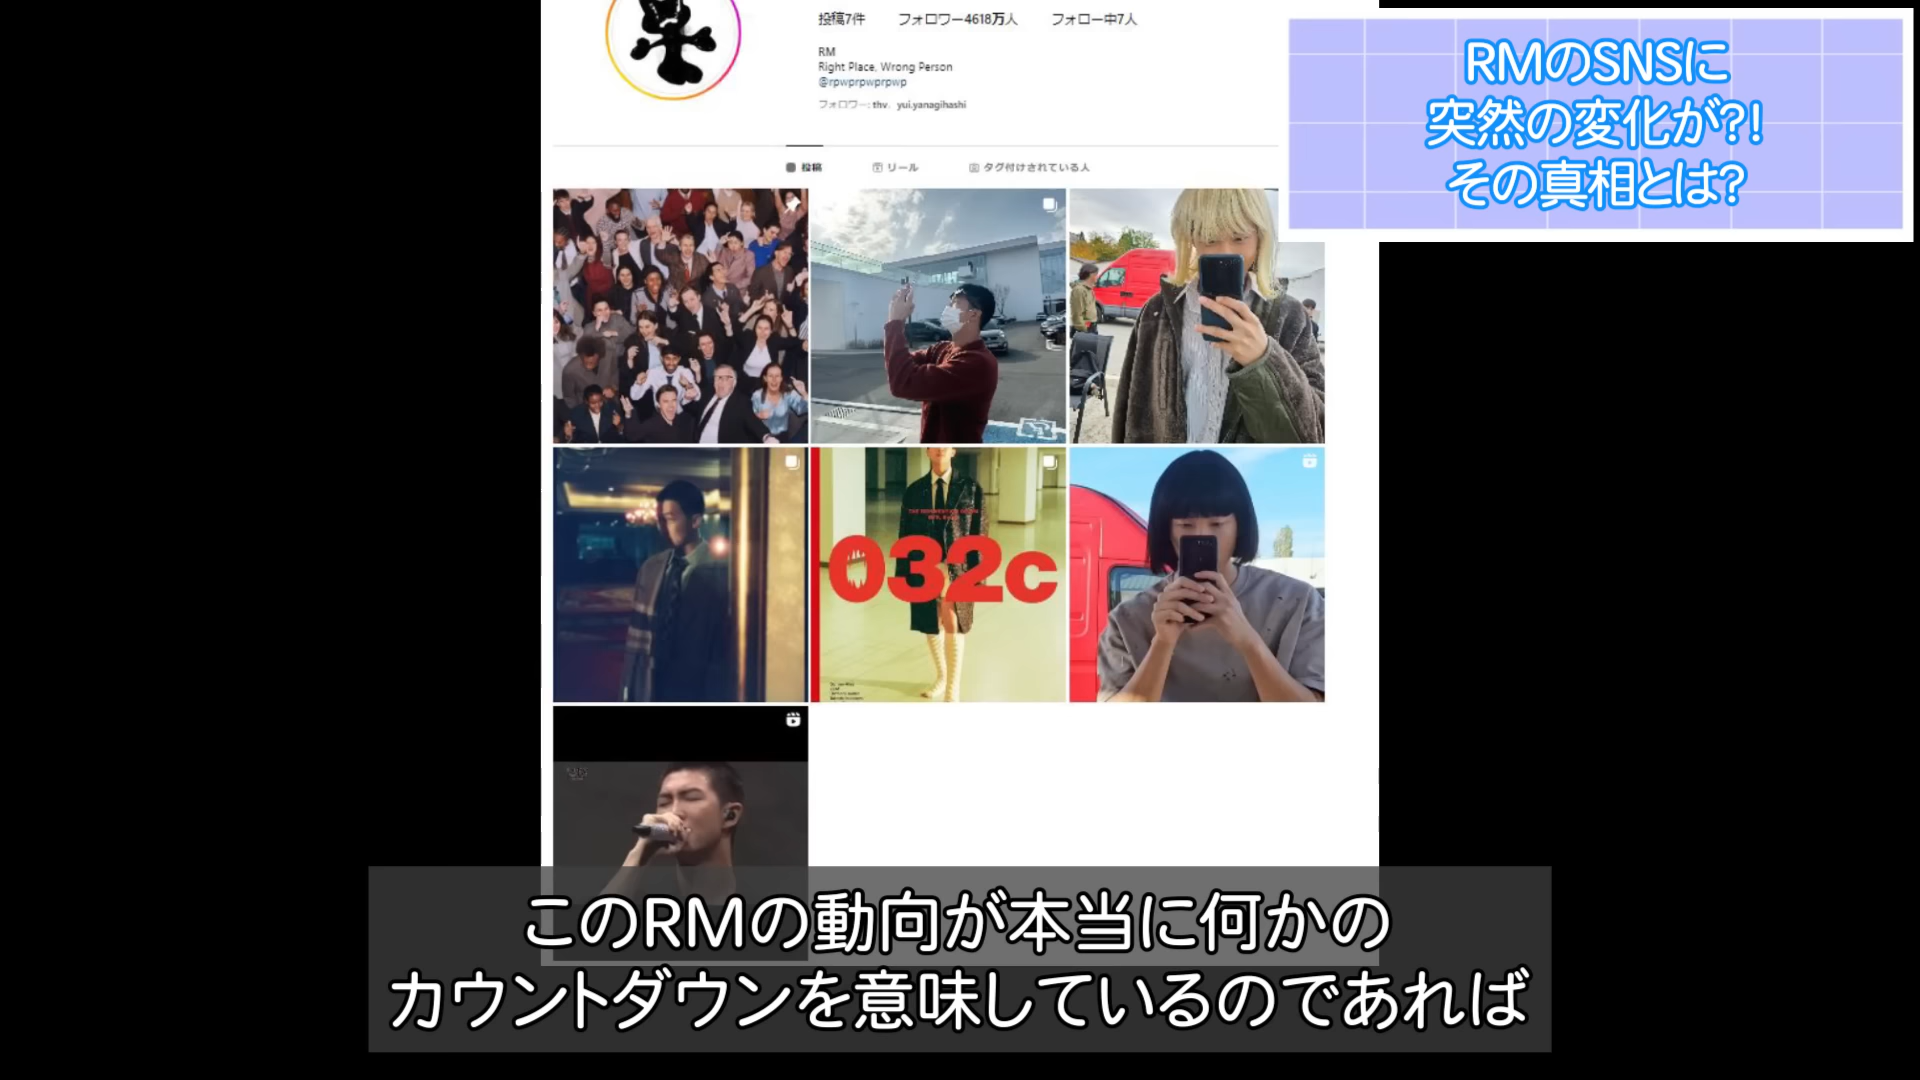 投稿7件 フォロワー4618万人 フォロー中7人
RM
Right Place, Wrong Person
@rpwprpwprpwp
フォロワー: thv、yui.yanagihashi
投稿 リール タグ付けされている人
RMのSNSに
突然の変化が?!
その真相とは?
032c
このRMの動向が本当に何かの
カウントダウンを意味しているのであれば